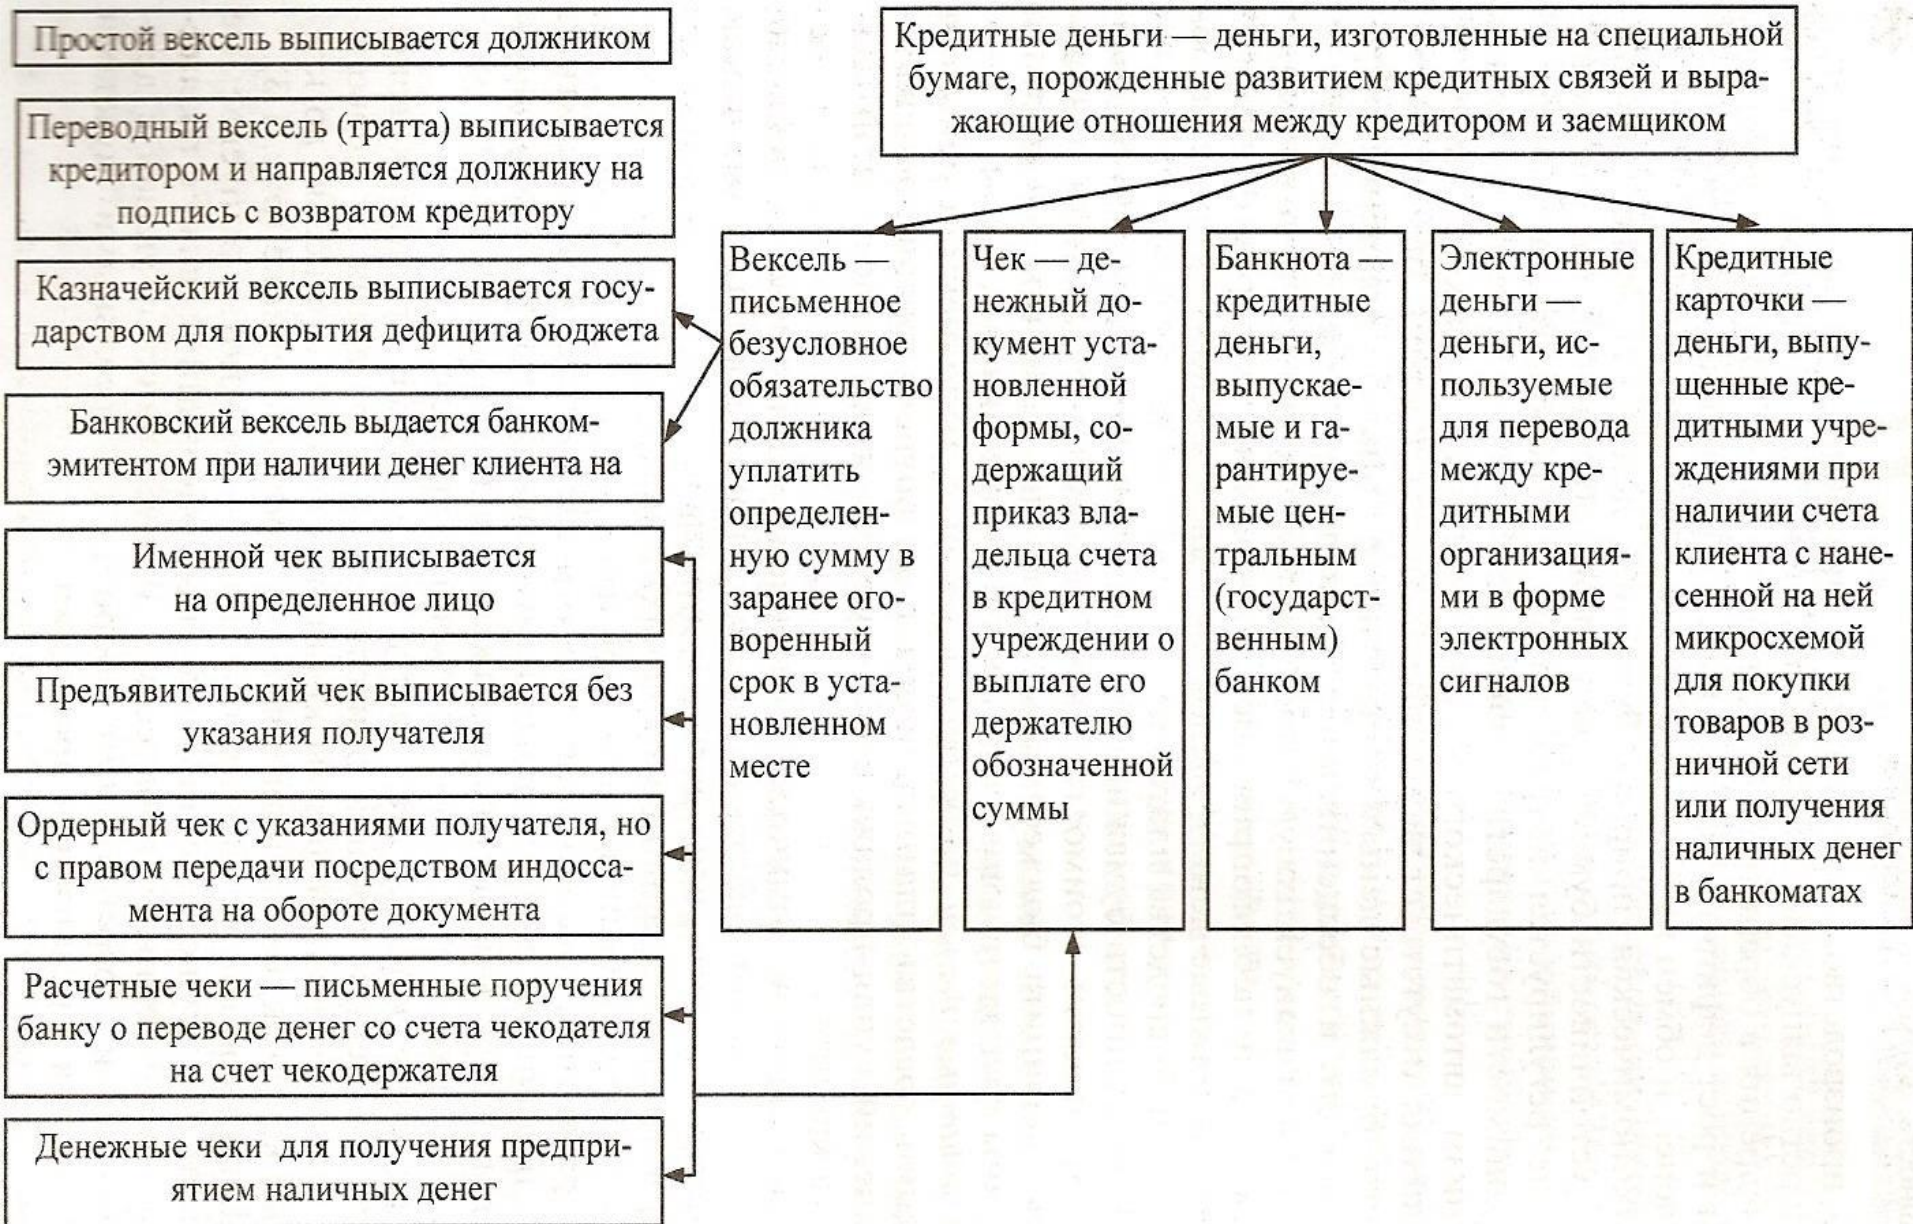 Простой вексель выписывается должником
Переводный вексель (тратта) выписывается
кредитором и направляется должнику на
подпись с возвратом кредитору
Казначейский вексель выписывается госу-
дарством для покрытия дефицита бюджета
Банковский вексель выдается банком-
эмитентом при наличии денег клиента на
Именной чек выписывается
на определенное лицо
Предъявительский чек выписывается без
указания получателя
Ордерный чек с указаниями получателя, но
с правом передачи посредством индосса-
мента на обороте документа
Расчетные чеки — письменные поручения
банку о переводе денег со счета чекодателя
на счет чекодержателя
Денежные чеки для получения предпри-
ятием наличных денег
Кредитные деньги — деньги, изготовленные на специальной
бумаге, порожденные развитием кредитных связей и выра-
жающие отношения между кредитором и заемщиком
Вексель —
письменное
безусловное
обязательство
должника
уплатить
определен-
ную сумму в
заранее ого-
воренный
срок в уста-
новленном
месте
Чек — де-
нежный до-
кумент уста-
новленной
формы, со-
держащий
приказ вла-
дельца счета
в кредитном
учреждении о
выплате его
держателю
обозначенной
суммы
Банкнота —
кредитные
деньги,
выпускае-
мые и га-
рантируе-
мые цен-
тральным
(государст-
венным)
банком
Электронные
деньги —
деньги, ис-
пользуемые
для перевода
между кре-
дитными
организация-
ми в форме
электронных
сигналов
Кредитные
карточки —
деньги, выпу-
щенные кре-
дитными учре-
ждениями при
наличии счета
клиента с нане-
сенной на ней
микросхемой
для покупки
товаров в роз-
ничной сети
или получения
наличных денег
в банкоматах